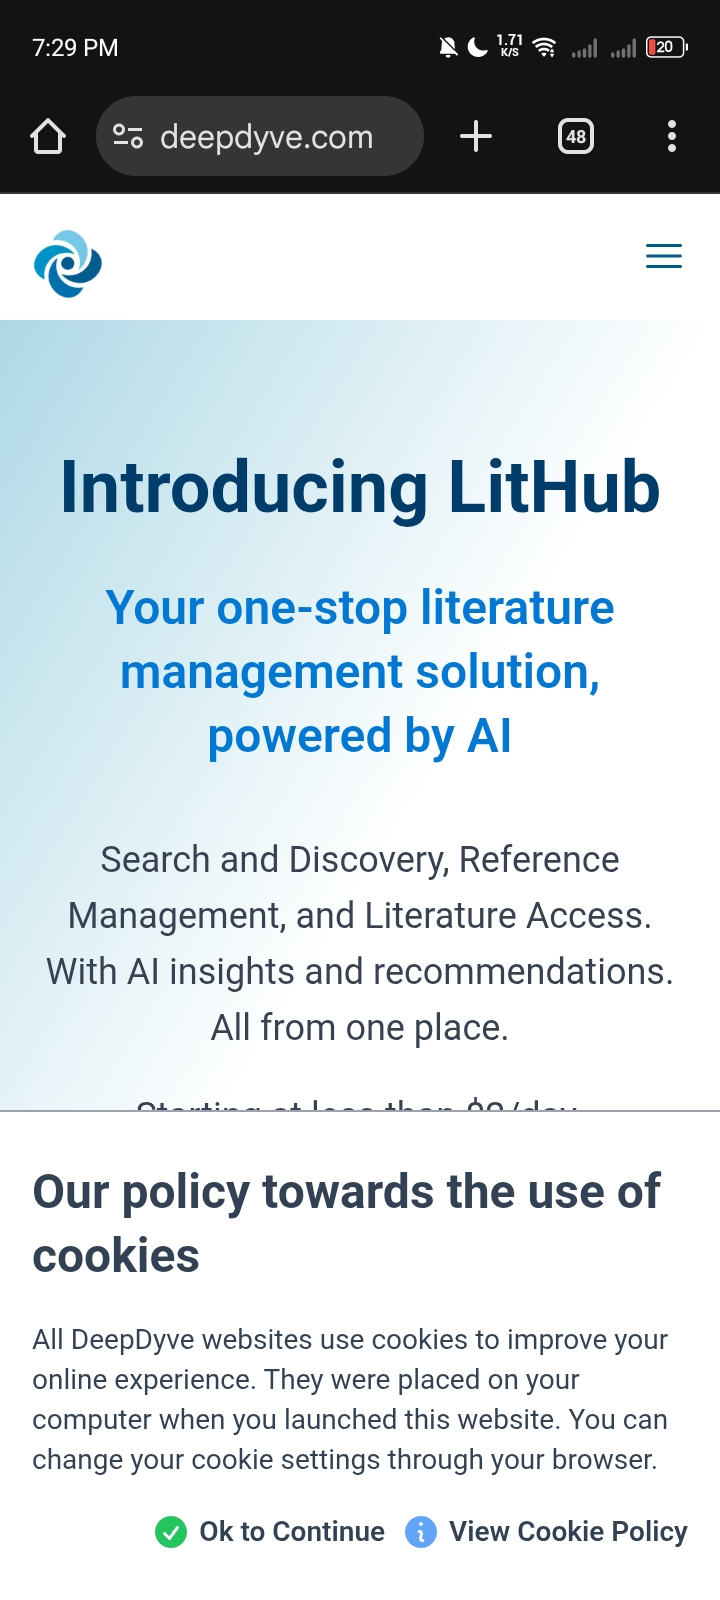 7:29 PM
1.71
K/S
20
deepdyve.com
48
Introducing LitHub
Your one-stop literature
management solution,
powered by AI
Search and Discovery, Reference
Management, and Literature Access.
With AI insights and recommendations.
All from one place.
Starting at less than
Our policy towards the use of
cookies
All DeepDyve websites use cookies to improve your
online experience. They were placed on your
computer when you launched this website. You can
change your cookie settings through your browser.
Ok to Continue
View Cookie Policy